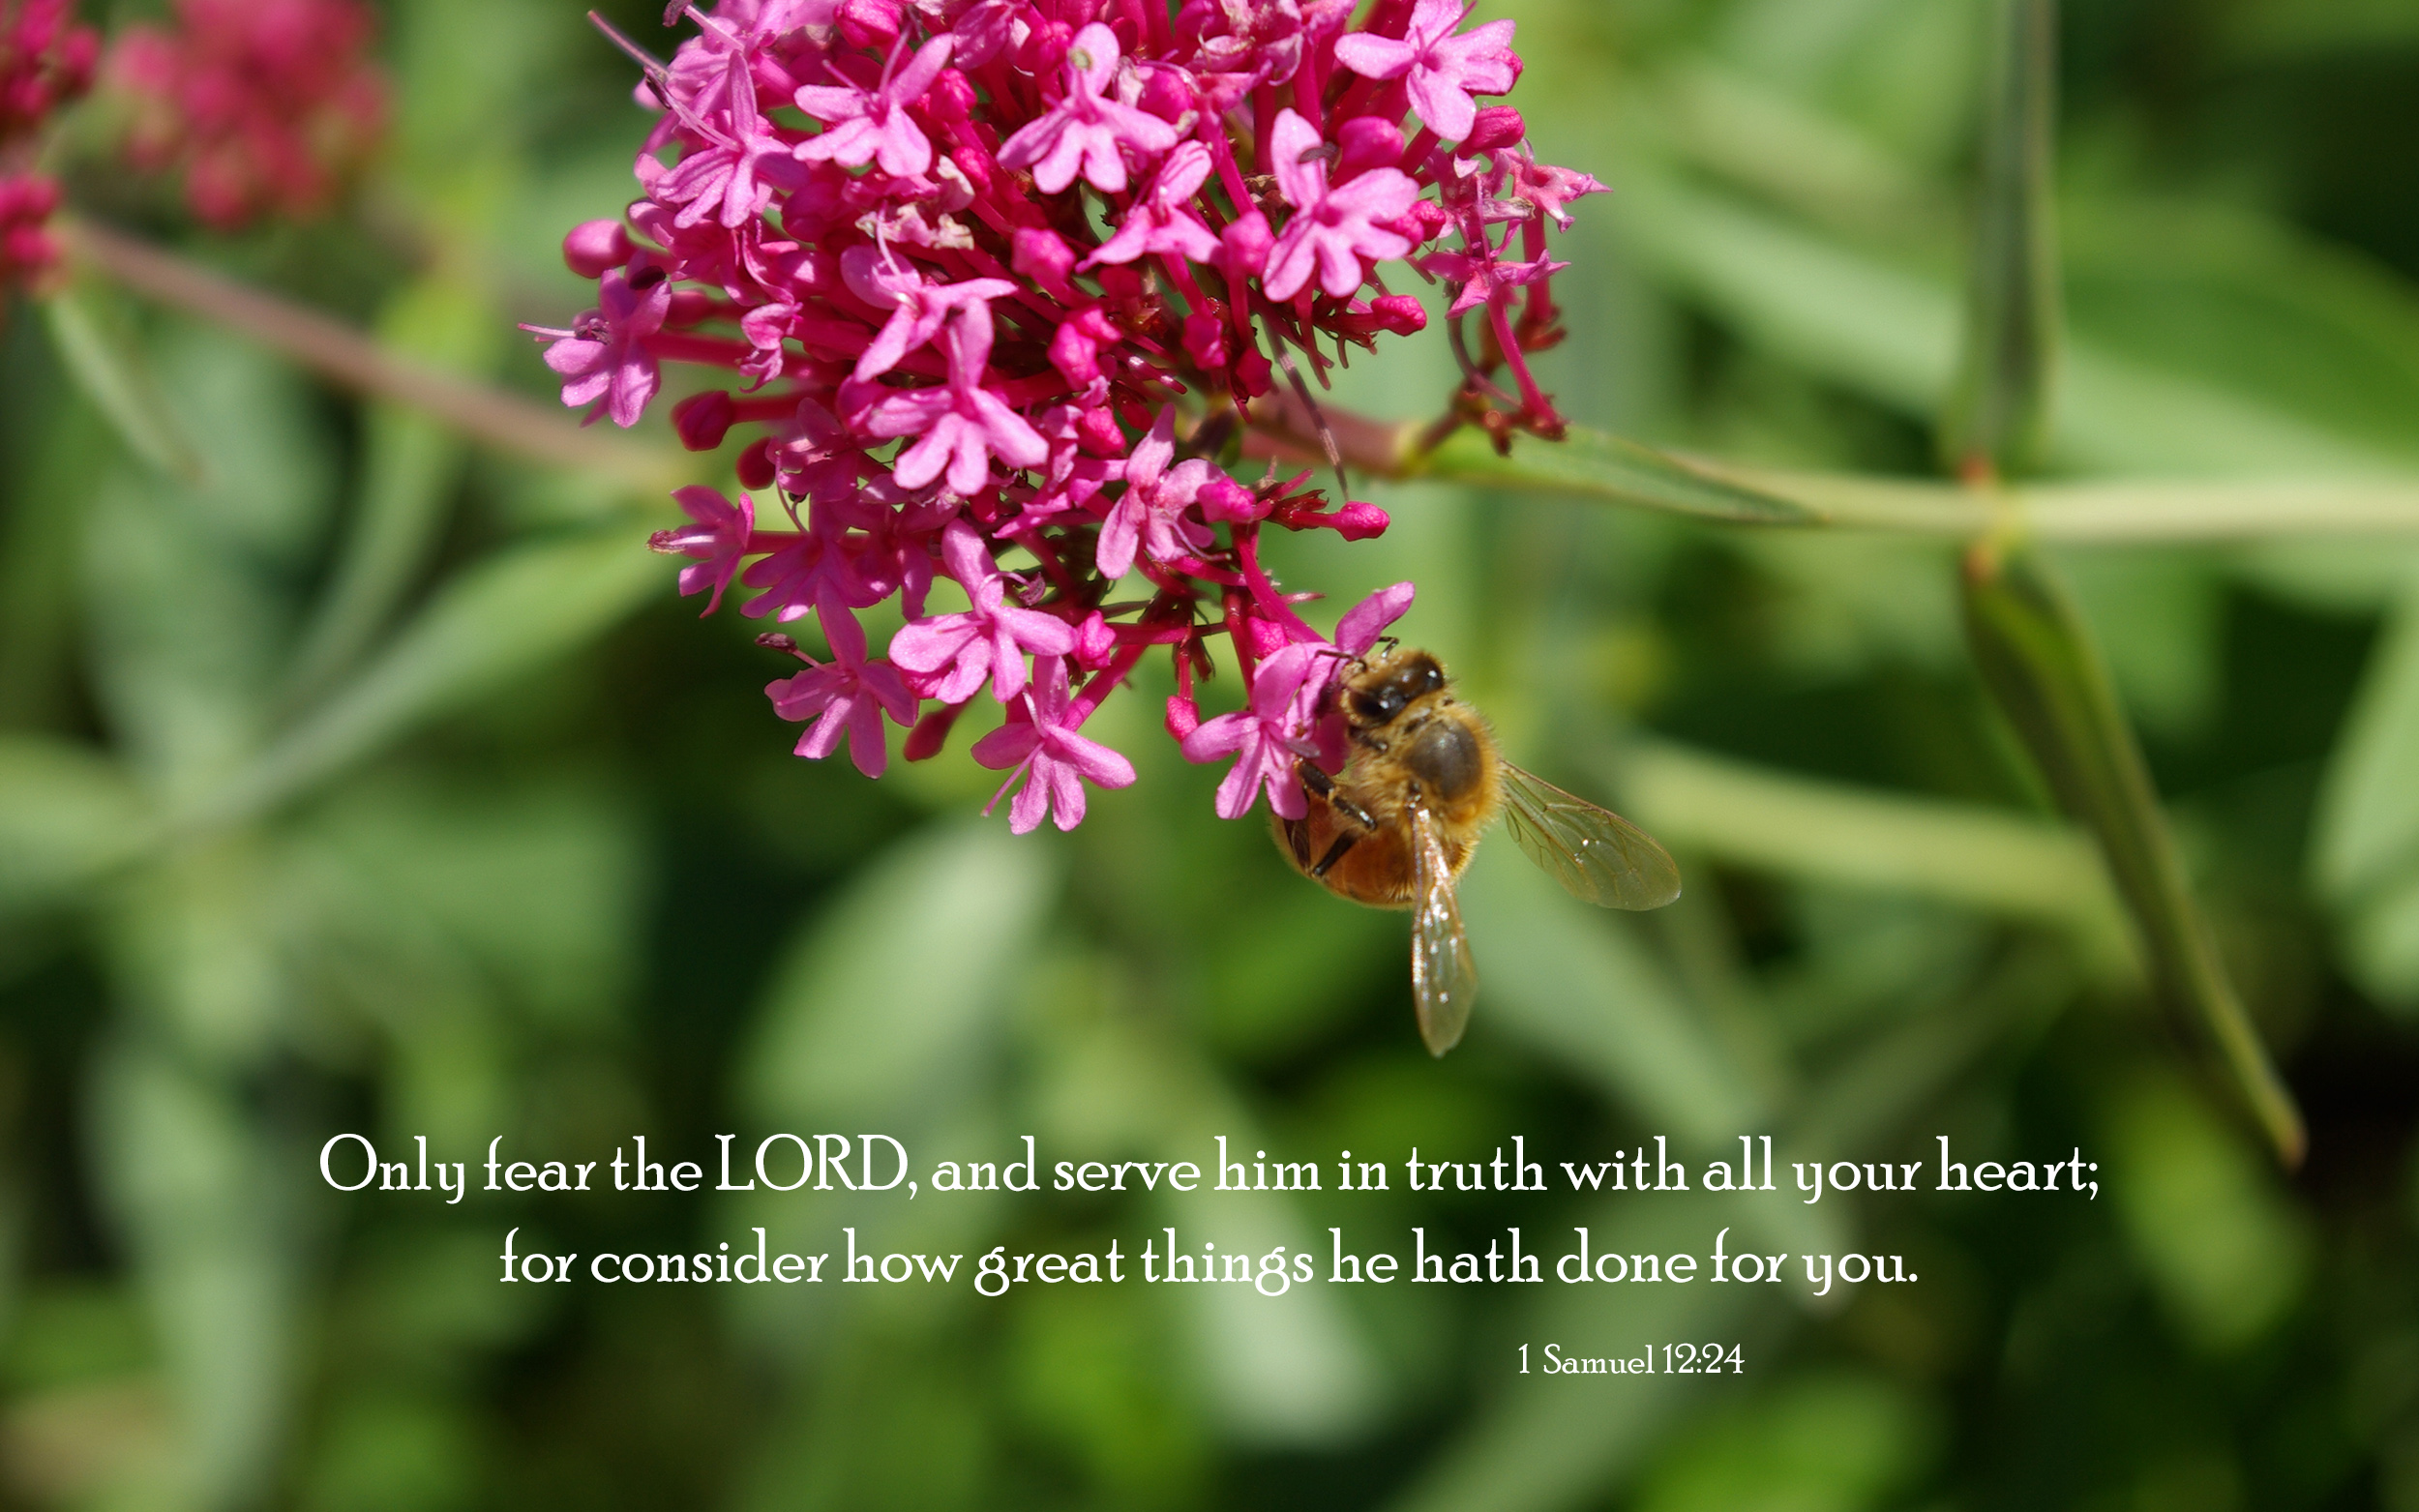 Only fear the LORD, and serve him in truth with all your heart;
for consider how great things he hath done for you.
1 Samuel 12:24